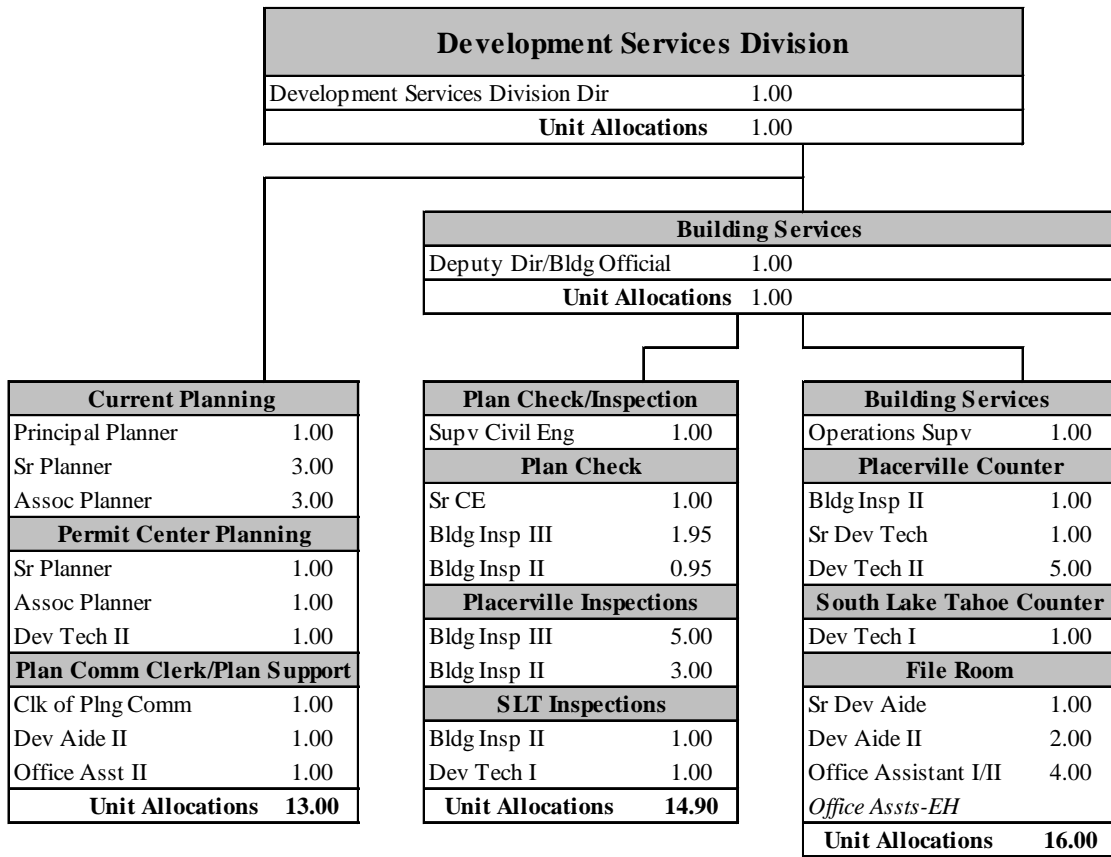 Development Services Division
Development Services Division Dir 1.00
Unit Allocations 1.00
Building Services
Deputy Dir/Bldg Official 1.00
Unit Allocations 1.00
Current Planning
Principal Planner 1.00
Sr Planner 3.00
Assoc Planner 3.00
Permit Center Planning
Sr Planner 1.00
Assoc Planner 1.00
Dev Tech II 1.00
Plan Comm Clerk/Plan Support
Clk of Plng Comm 1.00
Dev Aide II 1.00
Office Asst II 1.00
Unit Allocations 13.00
Plan Check/Inspection
Supv Civil Eng 1.00
Plan Check
Sr CE 1.00
Bldg Insp III 1.95
Bldg Insp II 0.95
Placerville Inspections
Bldg Insp III 5.00
Bldg Insp II 3.00
SLT Inspections
Bldg Insp II 1.00
Dev Tech I 1.00
Unit Allocations 14.90
Building Services
Operations Supv 1.00
Placerville Counter
Bldg Insp II 1.00
Sr Dev Tech 1.00
Dev Tech II 5.00
South Lake Tahoe Counter
Dev Tech I 1.00
File Room
Sr Dev Aide 1.00
Dev Aide II 2.00
Office Assistant I/II 4.00
Office Assts-EH
Unit Allocations 16.00